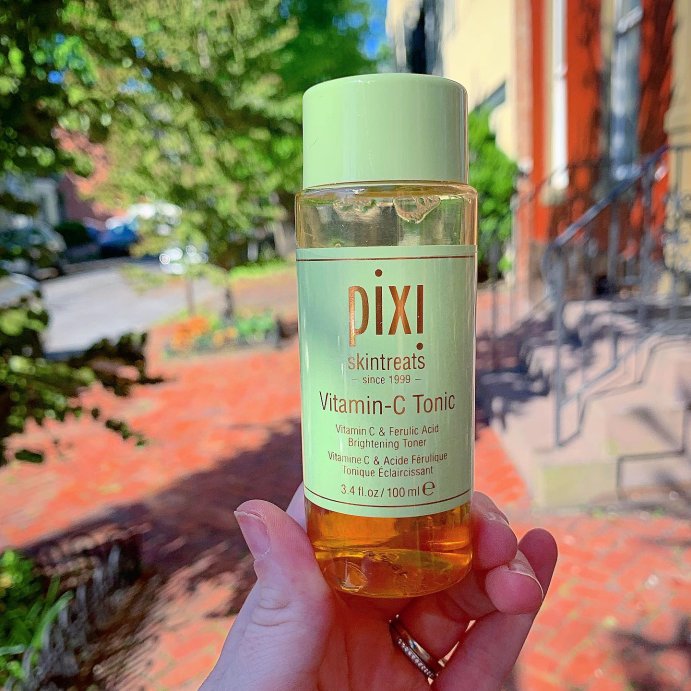 pixi
skintreats
– since 1999 –
Vitamin-C Tonic
Vitamin C & Ferulic Acid
Brightening Toner
Vitamine C & Acide Férulique
Tonique Éclaircissant
3.4 fl.oz / 100 ml ℮